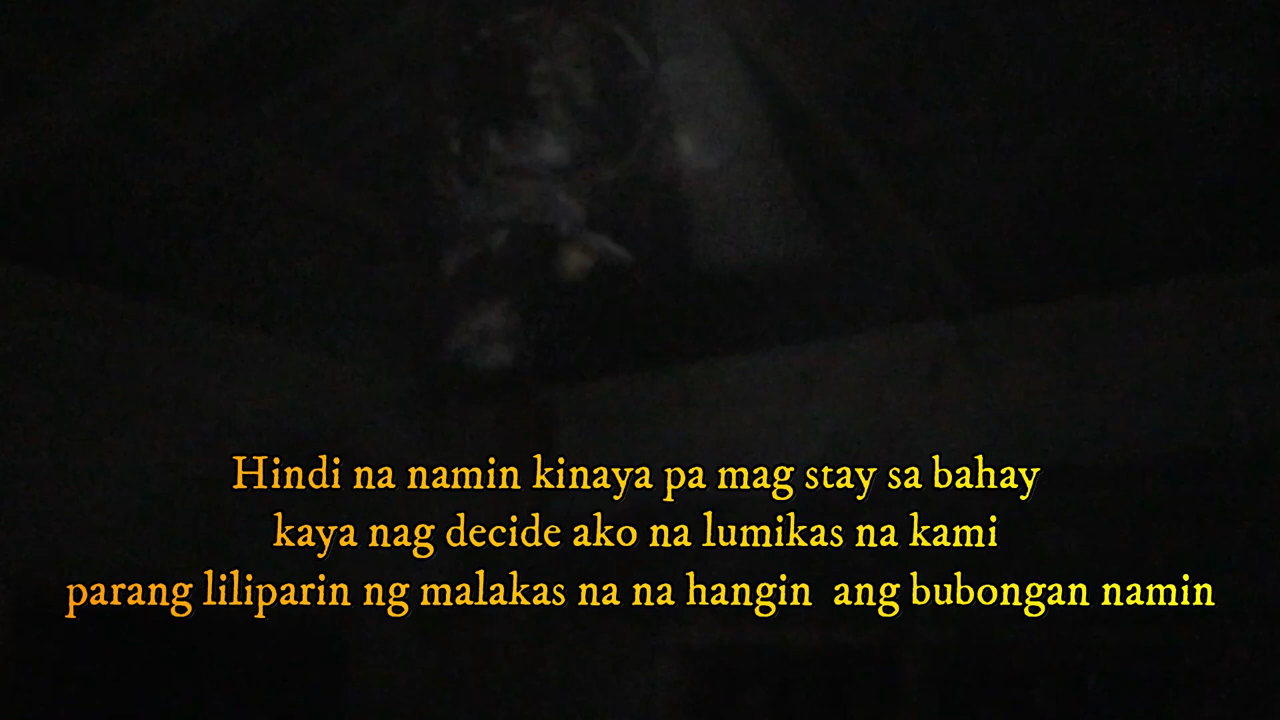 Hindi na namin kinaya pa mag stay sa bahay
kaya nag decide ako na lumikas na kami
parang liliparin ng malakas na na hangin ang bubongan namin